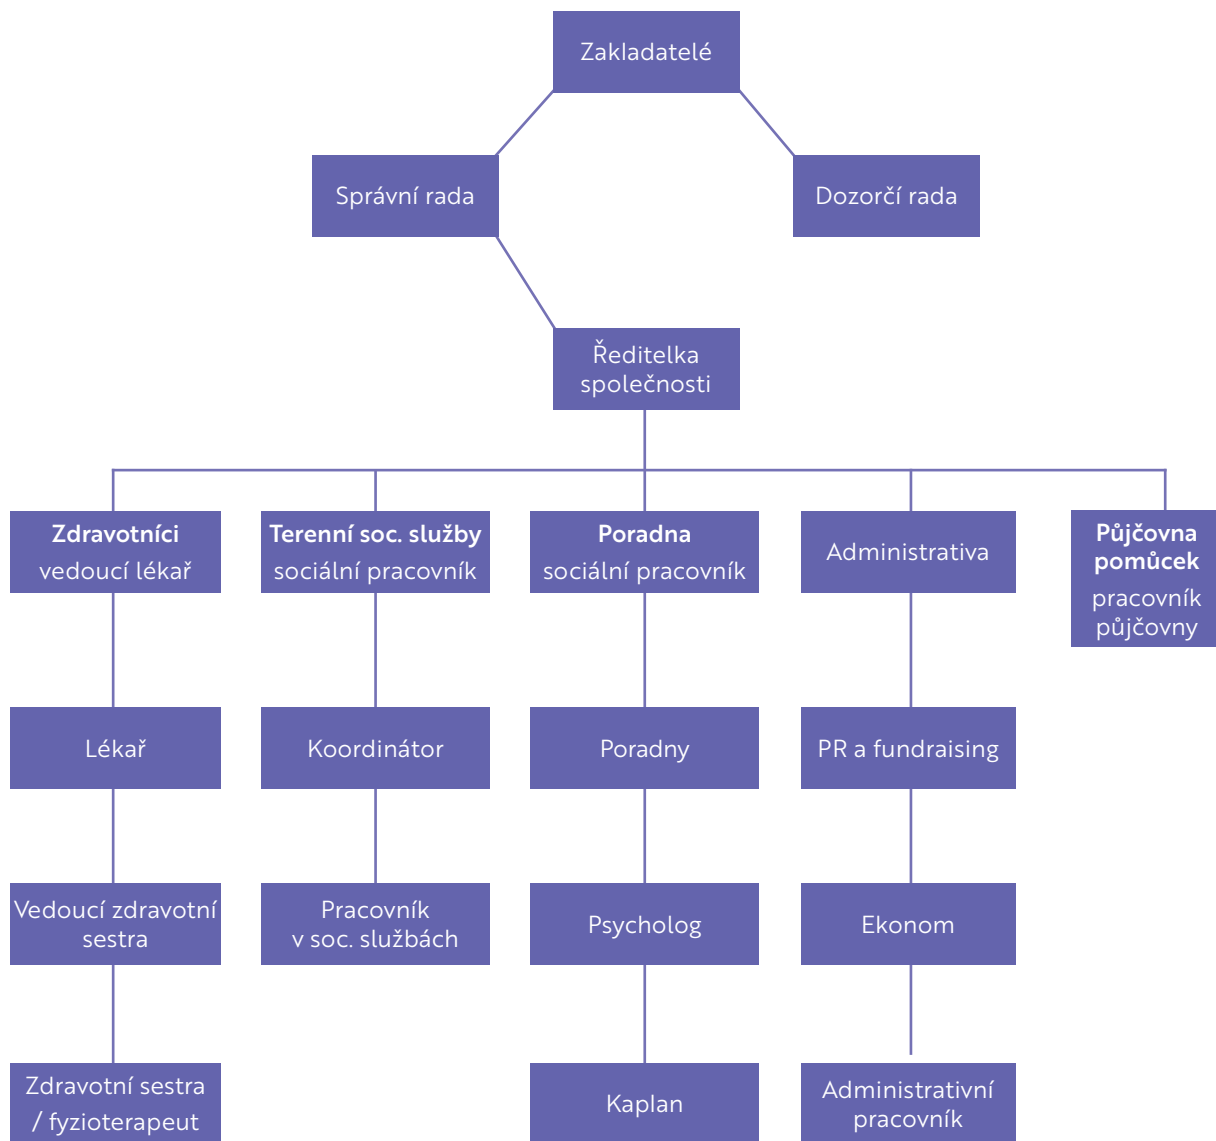 Zakladatelé
Správní rada
Dozorčí rada
Ředitelka
společnosti
Zdravotníci
vedoucí lékař
Terenní soc. služby
sociální pracovník
Poradna
sociální pracovník
Administrativa
Půjčovna
pomůcek
pracovník
půjčovny
Lékař
Koordinátor
Poradny
PR a fundraising
Vedoucí zdravotní
sestra
Pracovník
v soc. službách
Psycholog
Ekonom
Zdravotní sestra
/ fyzioterapeut
Kaplan
Administrativní
pracovník